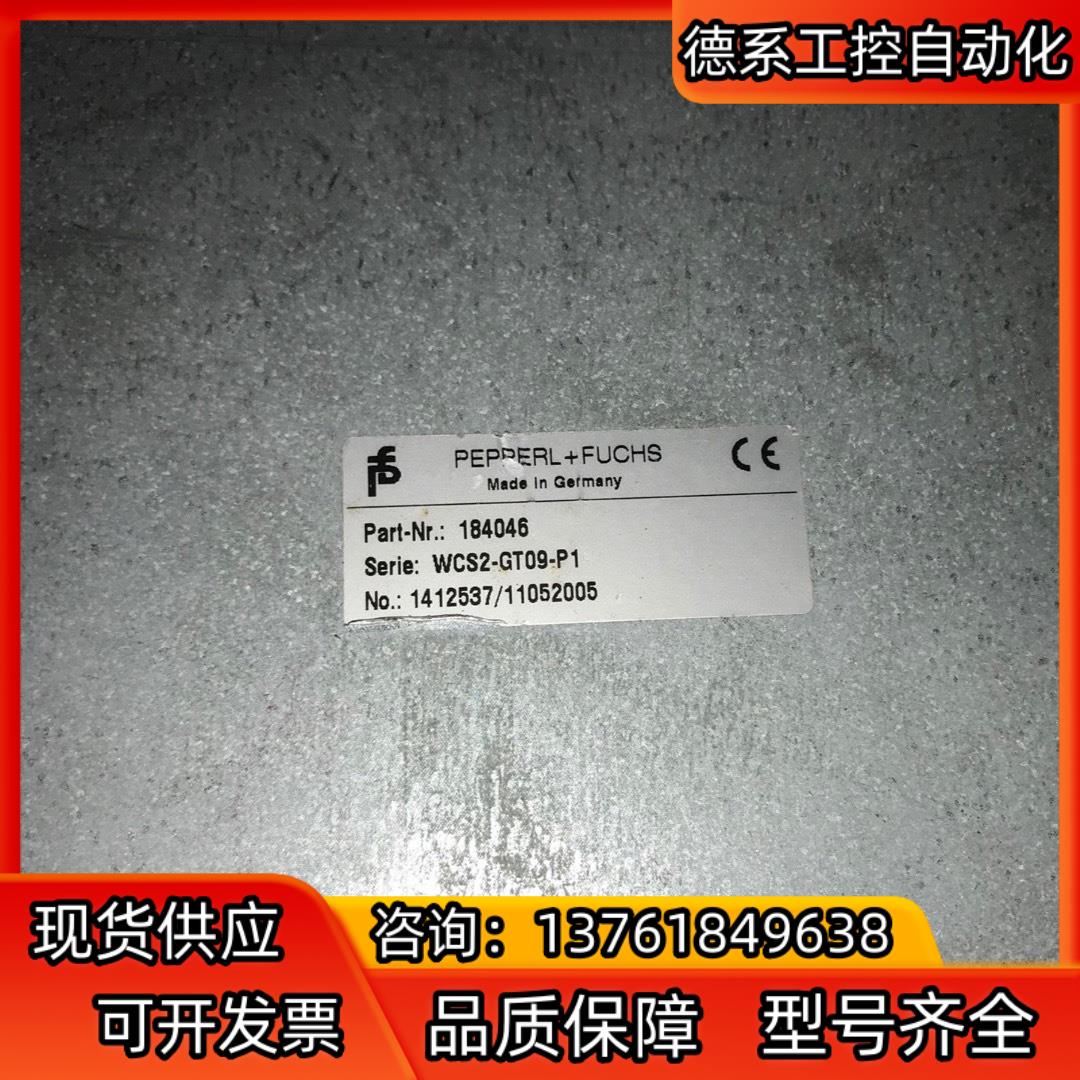 德系工控自动化
PEPPERL+FUCHS
Made in Germany
CE
Part-Nr.: 184046
Serie: WCS2-GT09-P1
No.: 1412537/11052005
现货供应
咨询：13761849638
可开发票 品质保障 型号齐全